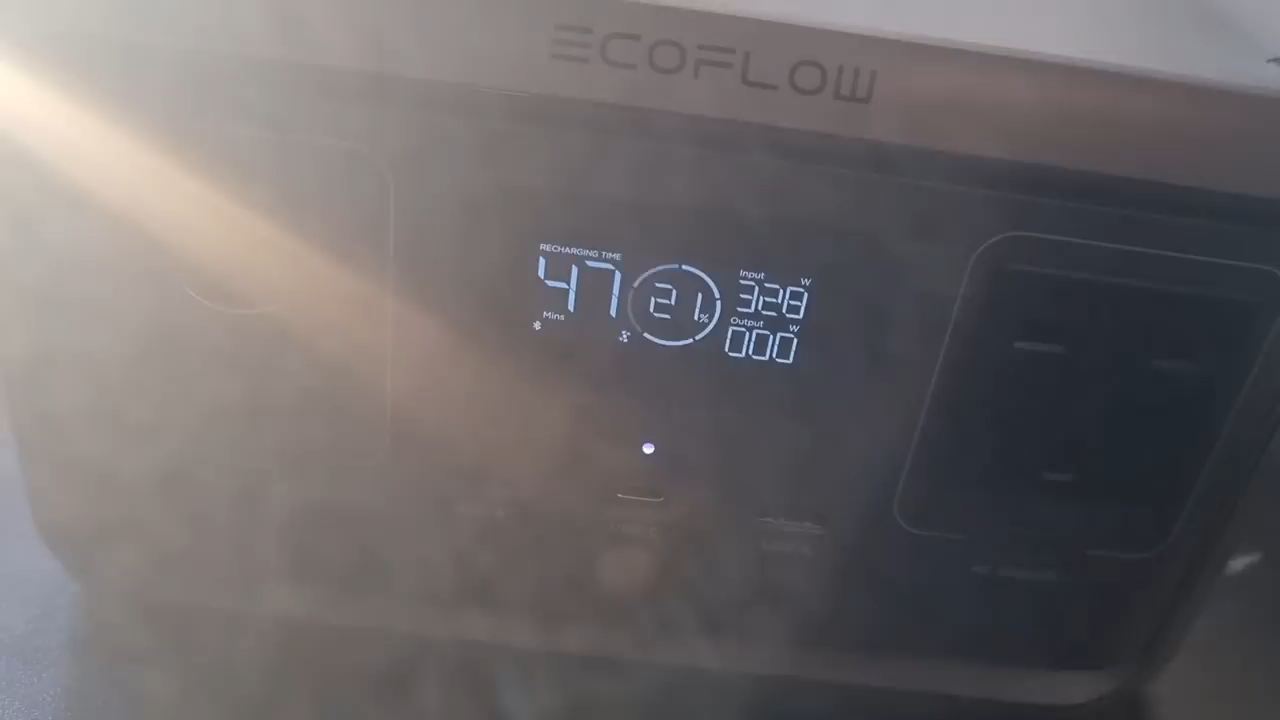 ECOFLOW
RECHARGING TIME
47
Mins
21%
Input W
328
Output W
000